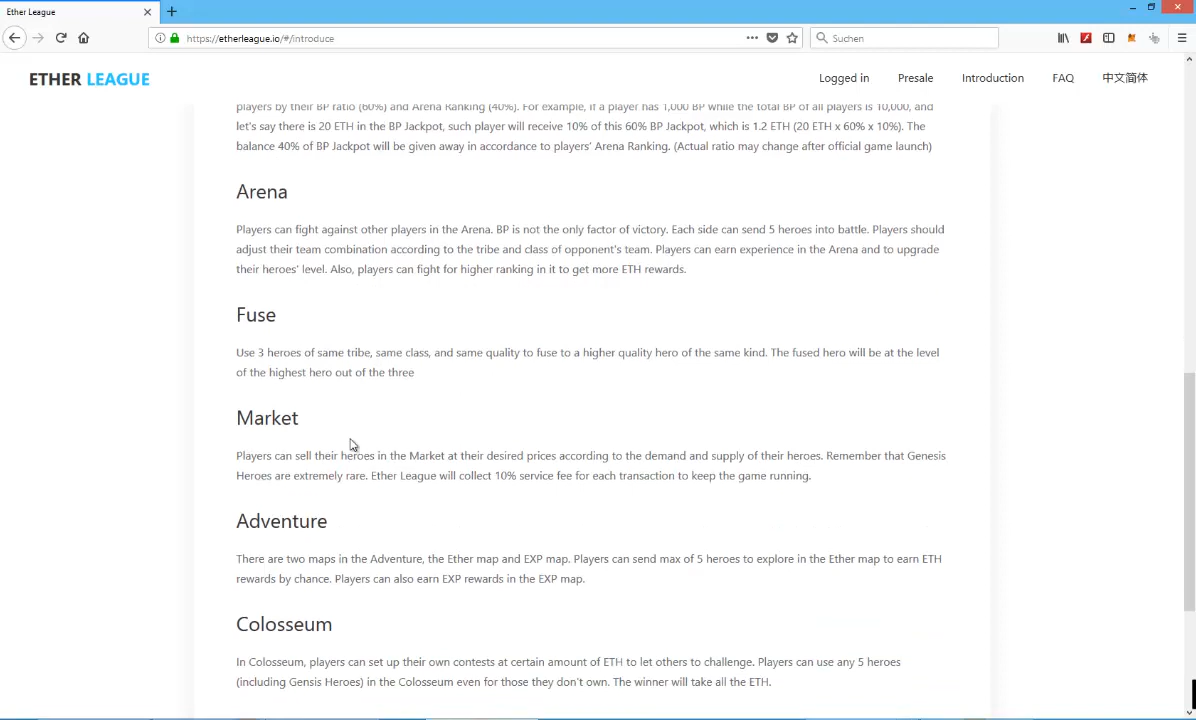 Ether League
https://etherleague.io/#/introduce
Suchen
ETHER LEAGUE
Logged in
Presale
Introduction
FAQ
中文简体
players by their BP ratio (60%) and Arena Ranking (40%). For example, if a player has 1,000 BP while the total BP of all players is 10,000, and
let's say there is 20 ETH in the BP Jackpot, such player will receive 10% of this 60% BP Jackpot, which is 1.2 ETH (20 ETH x 60% x 10%). The
balance 40% of BP Jackpot will be given away in accordance to players' Arena Ranking. (Actual ratio may change after official game launch)
Arena
Players can fight against other players in the Arena. BP is not the only factor of victory. Each side can send 5 heroes into battle. Players should
adjust their team combination according to the tribe and class of opponent's team. Players can earn experience in the Arena and to upgrade
their heroes' level. Also, players can fight for higher ranking in it to get more ETH rewards.
Fuse
Use 3 heroes of same tribe, same class, and same quality to fuse to a higher quality hero of the same kind. The fused hero will be at the level
of the highest hero out of the three
Market
Players can sell their heroes in the Market at their desired prices according to the demand and supply of their heroes. Remember that Genesis
Heroes are extremely rare. Ether League will collect 10% service fee for each transaction to keep the game running.
Adventure
There are two maps in the Adventure, the Ether map and EXP map. Players can send max of 5 heroes to explore in the Ether map to earn ETH
rewards by chance. Players can also earn EXP rewards in the EXP map.
Colosseum
In Colosseum, players can set up their own contests at certain amount of ETH to let others to challenge. Players can use any 5 heroes
(including Gensis Heroes) in the Colosseum even for those they don't own. The winner will take all the ETH.